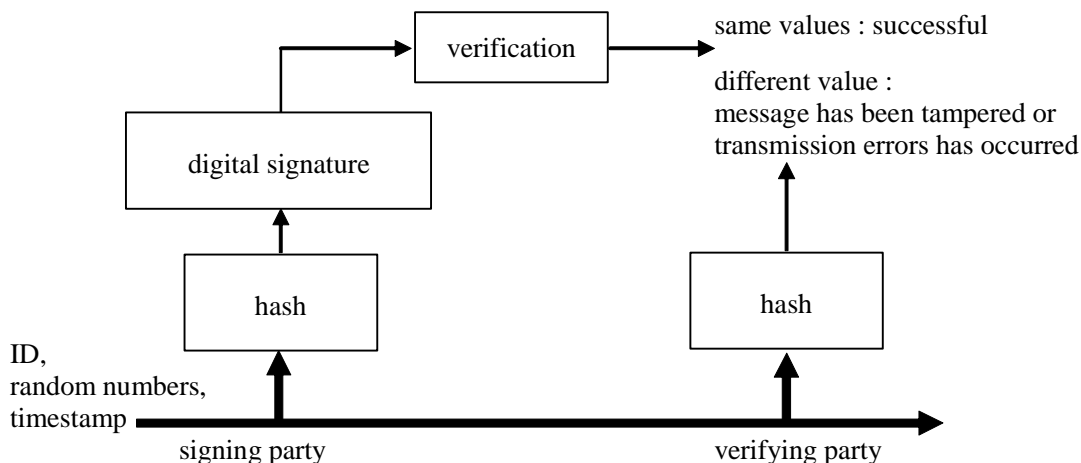 verification
same values : successful
different value :
message has been tampered or
transmission errors has occurred
digital signature
hash
hash
ID,
random numbers,
timestamp
signing party
verifying party